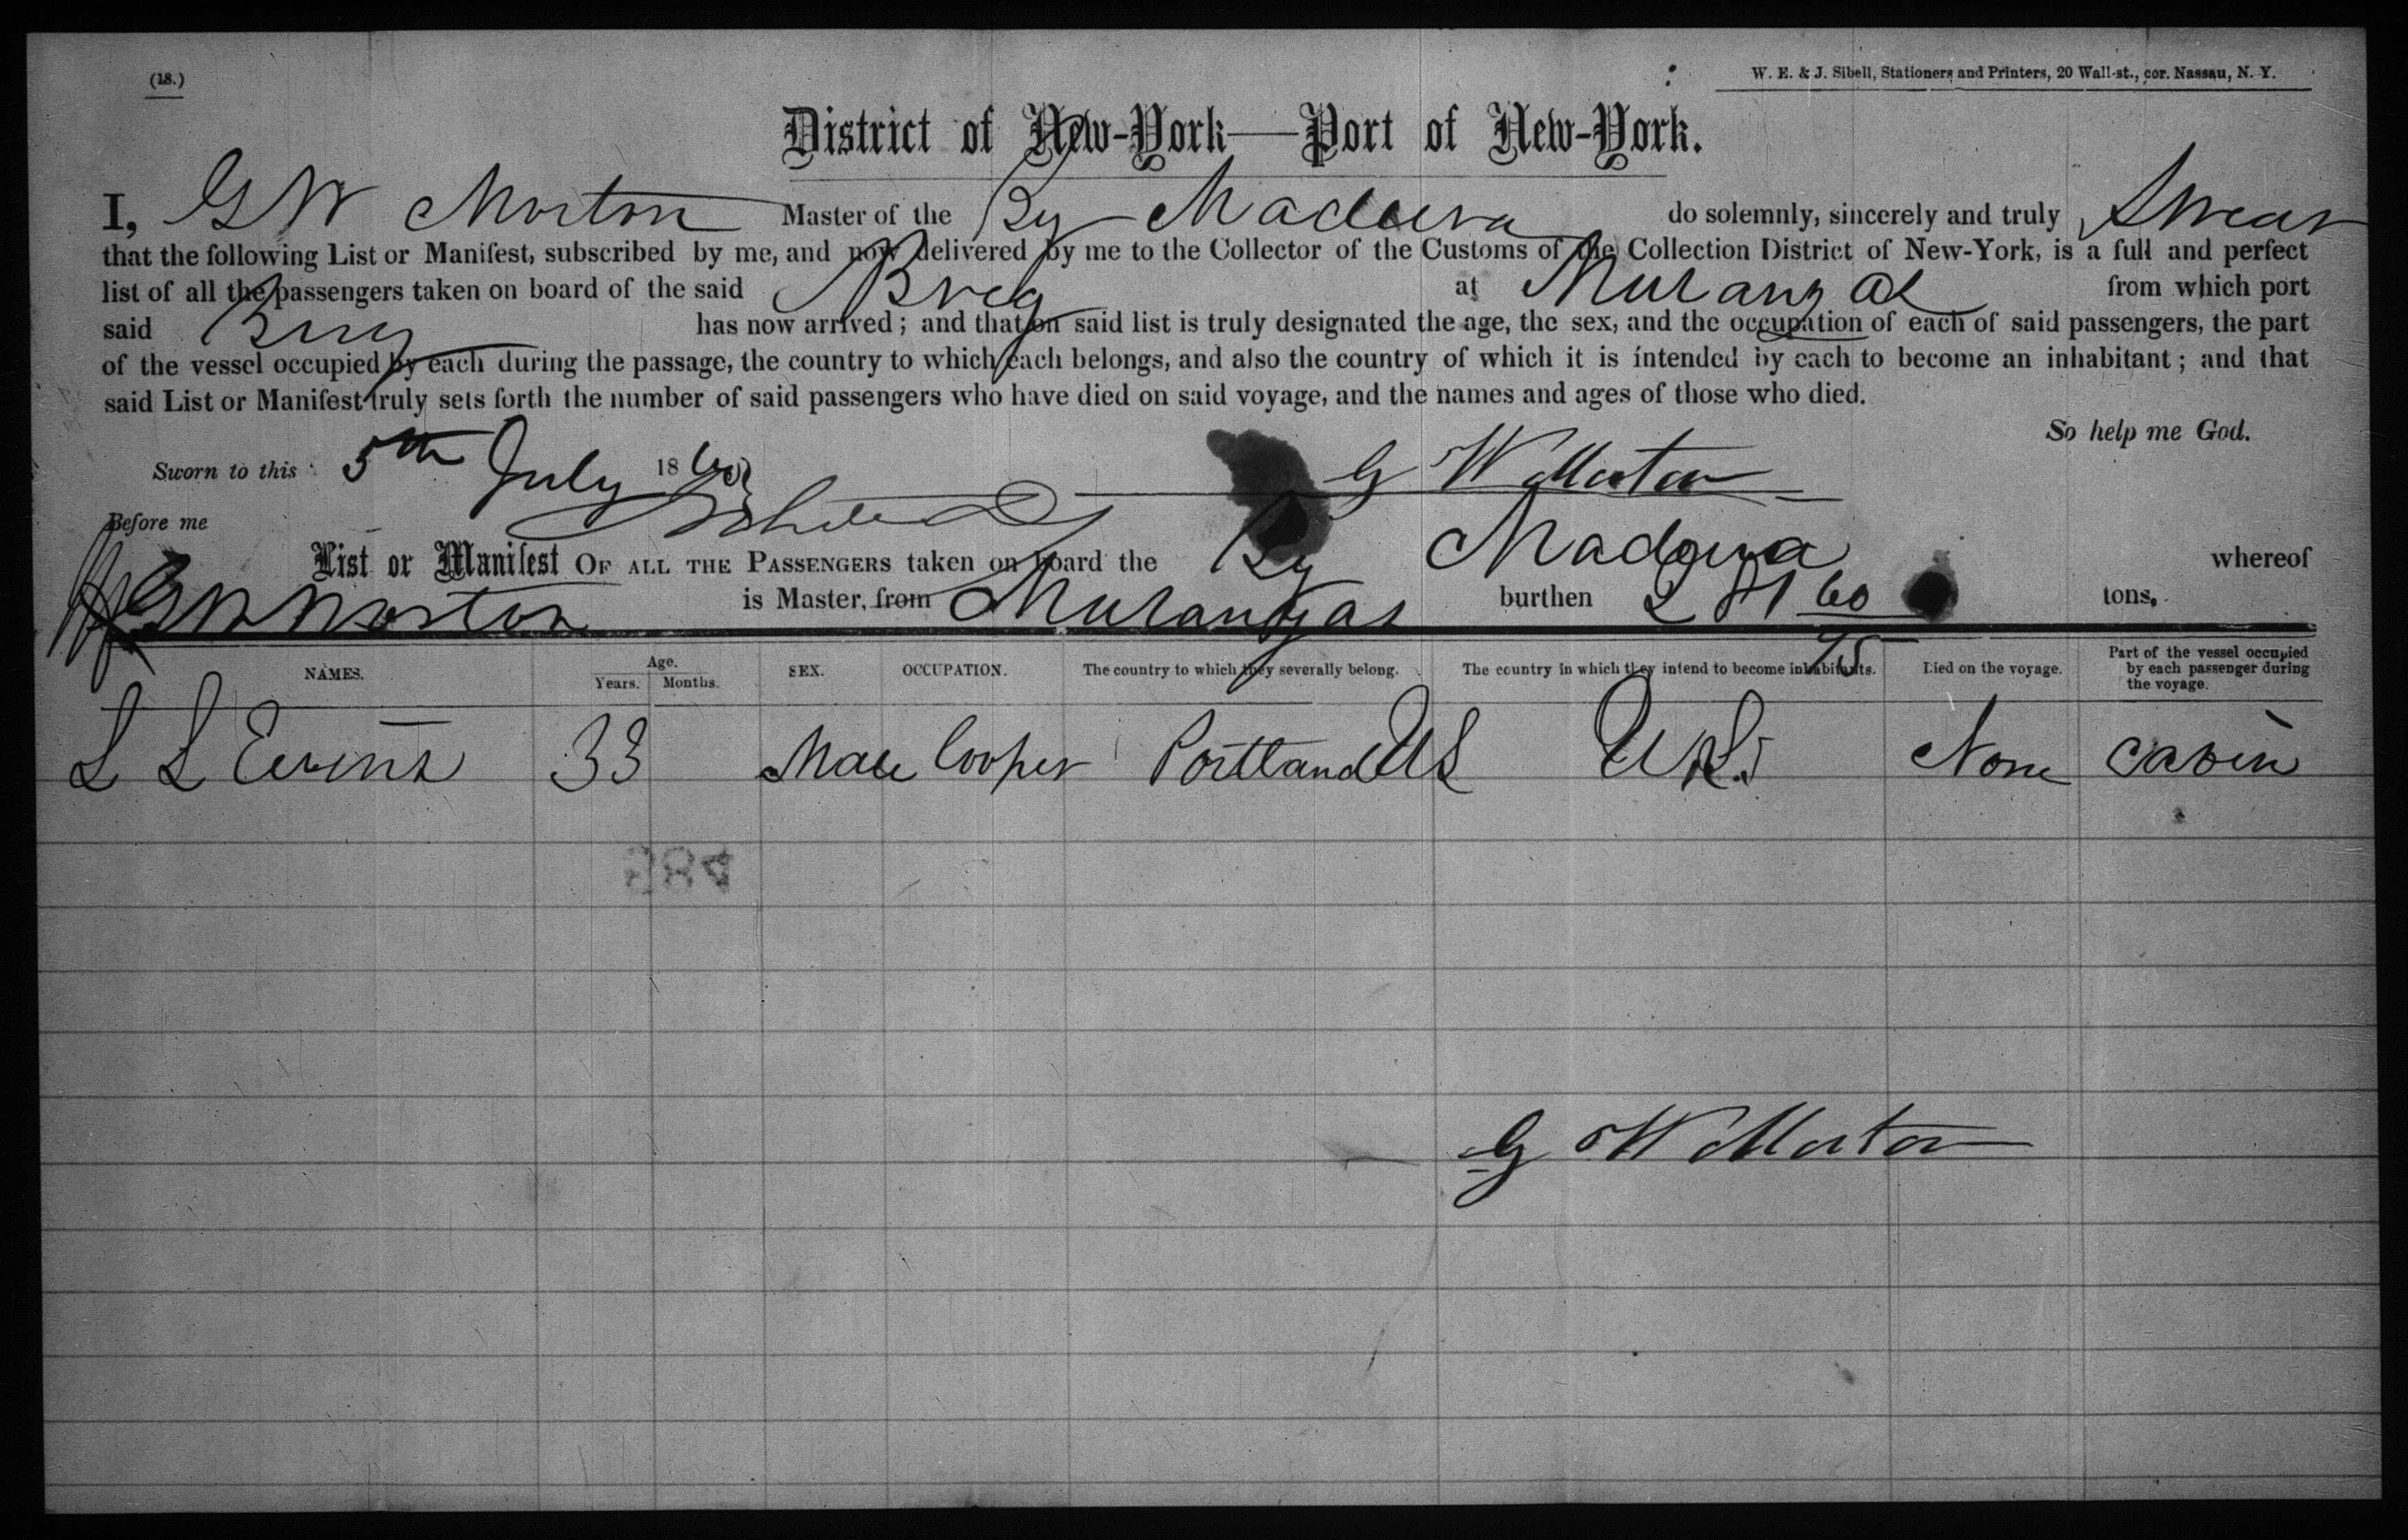 (18.)
W. E. & J. Sibell, Stationers and Printers, 20 Wall-st., cor. Nassau, N. Y.
District of New-York—Port of New-York.
I, G W Morton Master of the Bg Madeira do solemnly, sincerely and truly Swear
that the following List or Manifest, subscribed by me, and now delivered by me to the Collector of the Customs of the Collection District of New-York, is a full and perfect
list of all the passengers taken on board of the said Breg at from which port
said Brig has now arrived; and that on said list is truly designated the age, the sex, and the occupation of each of said passengers, the part
of the vessel occupied by each during the passage, the country to which each belongs, and also the country of which it is intended by each to become an inhabitant; and that
said List or Manifest truly sets forth the number of said passengers who have died on said voyage, and the names and ages of those who died.
So help me God.
Sworn to this 5th July 18 G W Morton
Before me
List or Manifest OF ALL THE PASSENGERS taken on board the Bg Madeira whereof
G W Morton is Master, from burthen tons.
NAMES. Age. Years. Months. SEX. OCCUPATION. The country to which they severally belong. The country in which they intend to become inhabitants. Died on the voyage. Part of the vessel occupied by each passenger during the voyage.
L L 33 Male Cooper Portland US U.S. None Cabin
G W Morton